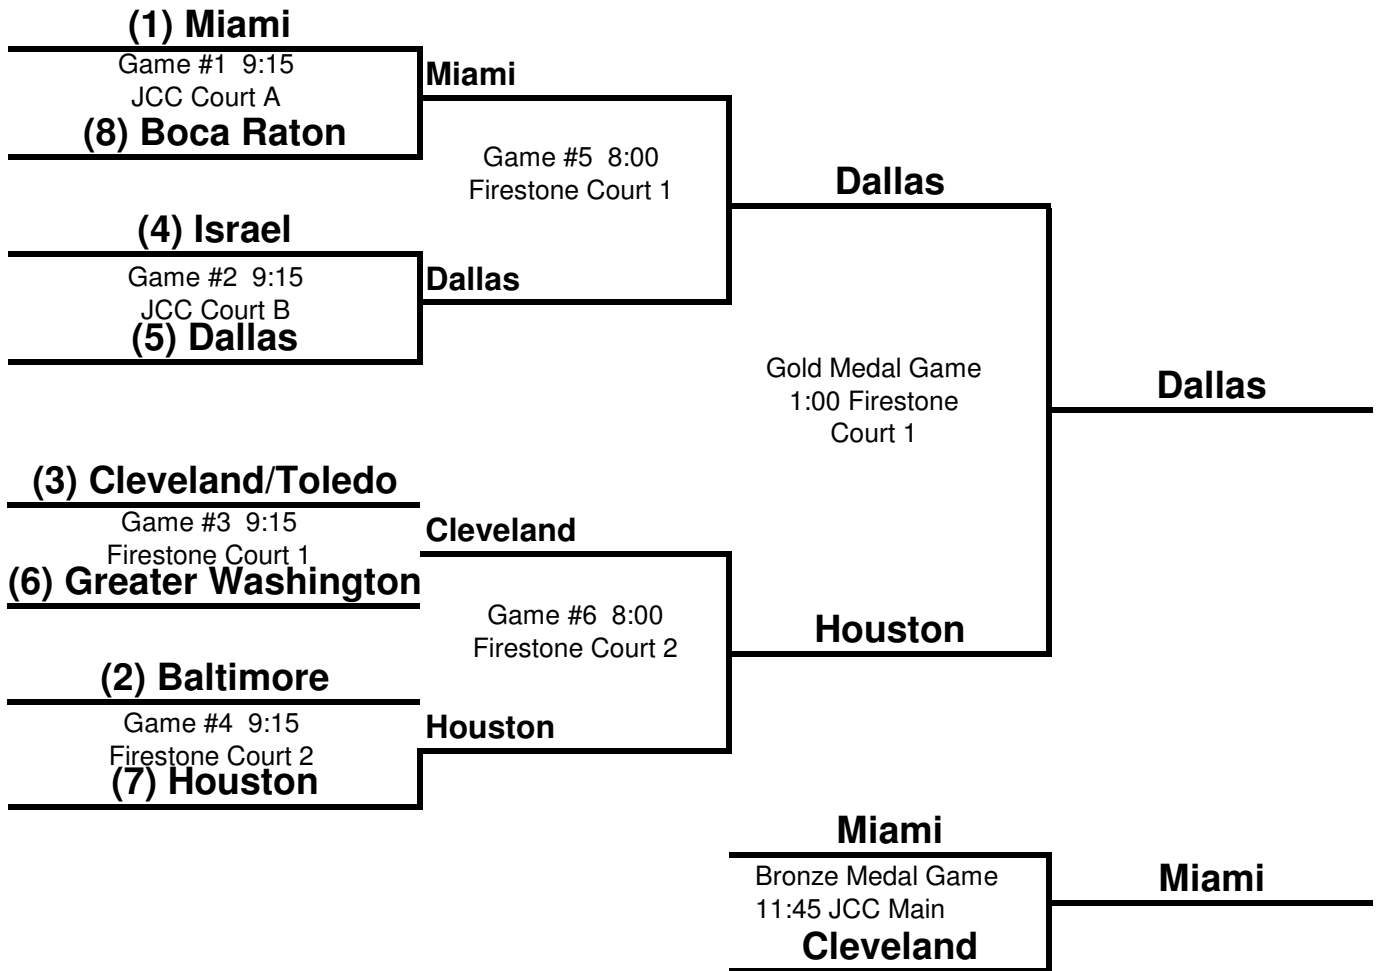 (1) Miami
Game #1 9:15
JCC Court A
(8) Boca Raton
Miami
Game #5 8:00
Firestone Court 1
Dallas
(4) Israel
Game #2 9:15
JCC Court B
(5) Dallas
Dallas
Gold Medal Game
1:00 Firestone
Court 1
Dallas
(3) Cleveland/Toledo
Game #3 9:15
Firestone Court 1
(6) Greater Washington
Cleveland
Game #6 8:00
Firestone Court 2
Houston
(2) Baltimore
Game #4 9:15
Firestone Court 2
(7) Houston
Houston
Miami
Bronze Medal Game
11:45 JCC Main
Cleveland
Miami